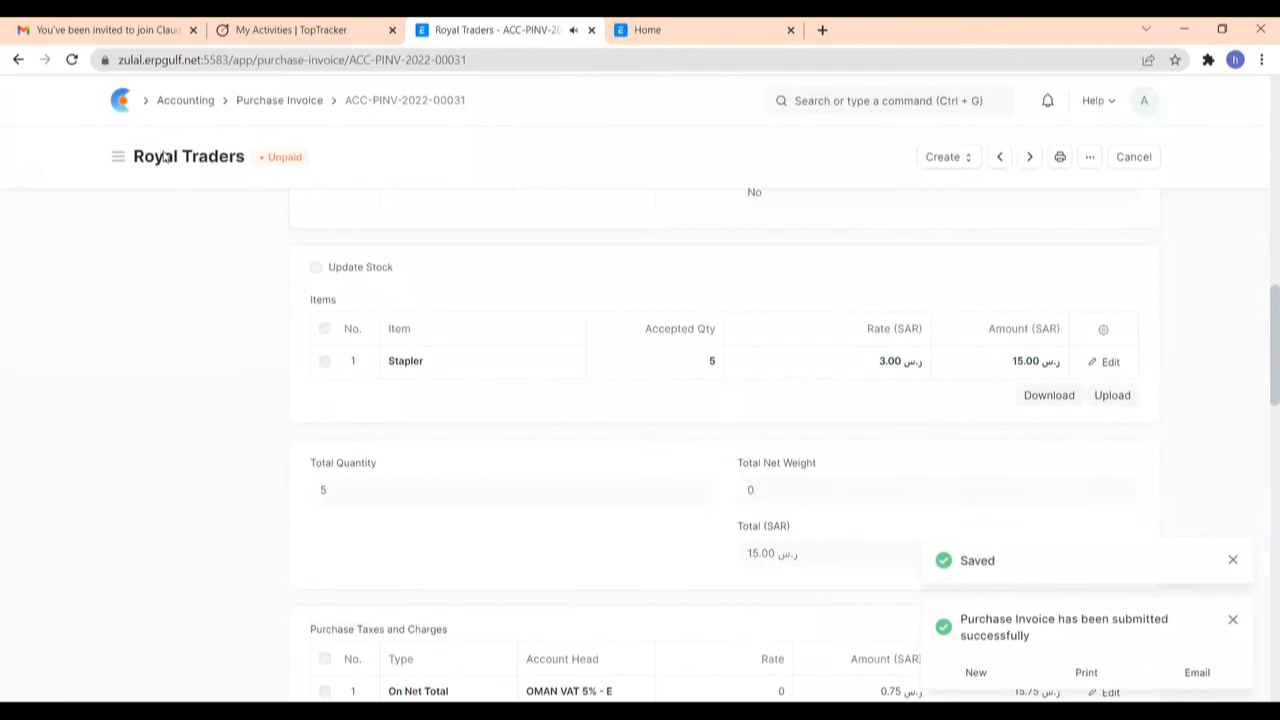 You've been invited to join Claud
My Activities | TopTracker
Royal Traders - ACC-PINV-20
Home
zulal.erpgulf.net:5583/app/purchase-invoice/ACC-PINV-2022-00031
h
Accounting > Purchase Invoice > ACC-PINV-2022-00031
Search or type a command (Ctrl + G)
Help
A
Royal Traders
Unpaid
Create
Cancel
No
Update Stock
Items
No. Item Accepted Qty Rate (SAR) Amount (SAR)
1 Stapler 5 3.00 ر.س 15.00 ر.س Edit
Download Upload
Total Quantity
5
Total Net Weight
0
Total (SAR)
15.00 ر.س
Saved
Purchase Invoice has been submitted
successfully
New Print Email
Purchase Taxes and Charges
No. Type Account Head Rate Amount (SAR)
1 On Net Total OMAN VAT 5% - E 0 0.75 ر.س 15.75 ر.س Edit